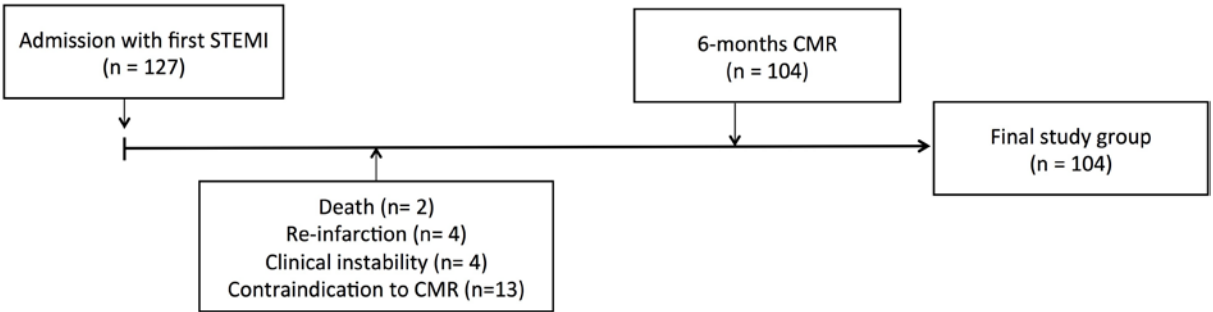 Admission with first STEMI
(n = 127)
6-months CMR
(n = 104)
Final study group
(n = 104)
Death (n= 2)
Re-infarction (n= 4)
Clinical instability (n= 4)
Contraindication to CMR (n=13)